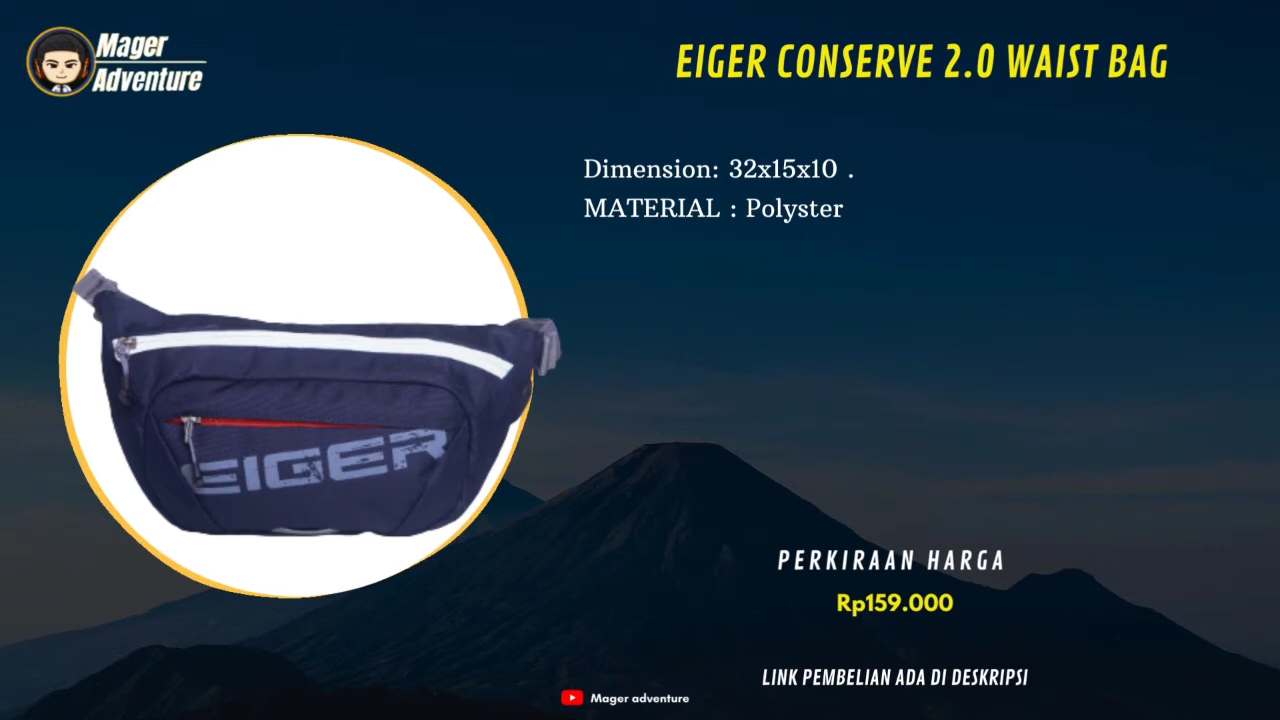 Mager
Adventure
EIGER CONSERVE 2.0 WAIST BAG
Dimension: 32x15x10 .
MATERIAL : Polyster
EIGER
PERKIRAAN HARGA
Rp159.000
LINK PEMBELIAN ADA DI DESKRIPSI
Mager adventure